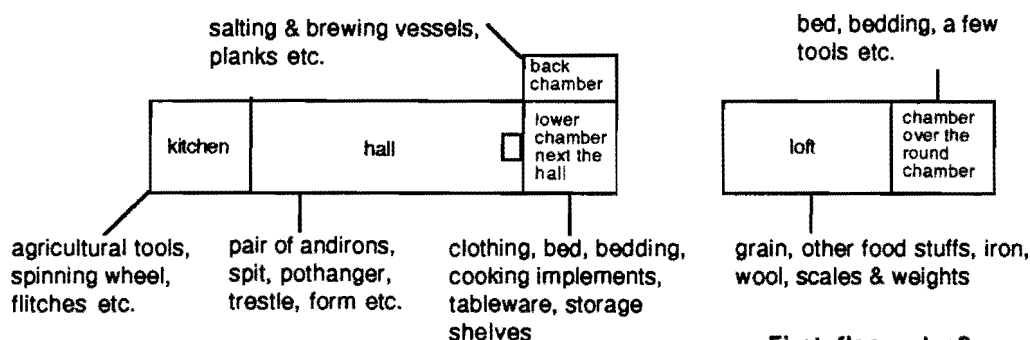 salting & brewing vessels,
planks etc.
bed, bedding, a few
tools etc.
back
chamber
kitchen
hall
lower
chamber
next the
hall
loft
chamber
over the
round
chamber
agricultural tools,
spinning wheel,
flitches etc.
pair of andirons,
spit, pothanger,
trestle, form etc.
clothing, bed, bedding,
cooking implements,
tableware, storage
shelves
grain, other food stuffs, iron,
wool, scales & weights